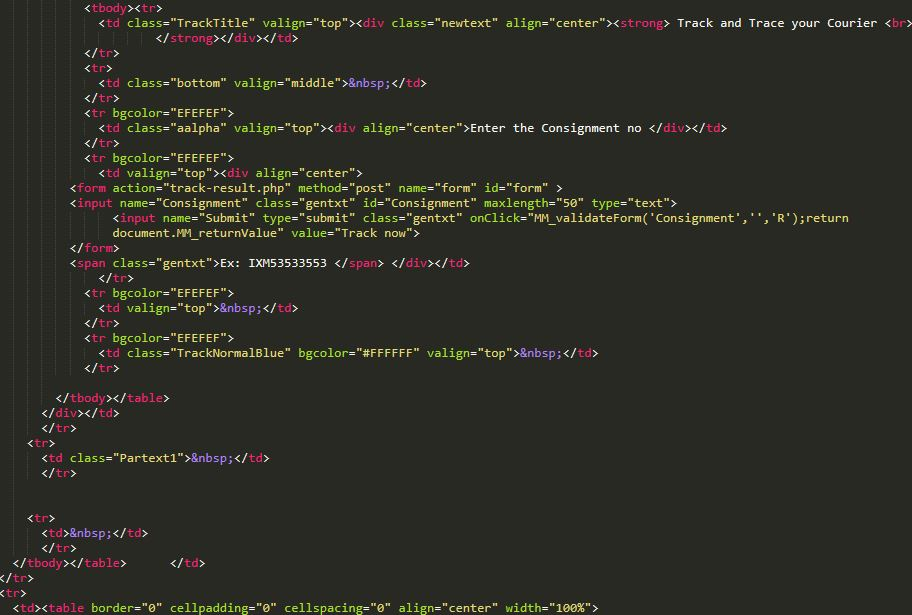 <tbody><tr>
<td class="TrackTitle" valign="top"><div class="newtext" align="center"><strong> Track and Trace your Courier <br>
</strong></div></td>
</tr>
<tr>
<td class="bottom" valign="middle">&nbsp;</td>
</tr>
<tr bgcolor="EFEFEF">
<td class="aalpha" valign="top"><div align="center">Enter the Consignment no </div></td>
</tr>
<tr bgcolor="EFEFEF">
<td valign="top"><div align="center">
<form action="track-result.php" method="post" name="form" id="form" >
<input name="Consignment" class="gentxt" id="Consignment" maxlength="50" type="text">
<input name="Submit" type="submit" class="gentxt" onClick="MM_validateForm('Consignment','','R');return
document.MM_returnValue" value="Track now">
</form>
<span class="gentxt">Ex: IXM53533553 </span> </div></td>
</tr>
<tr bgcolor="EFEFEF">
<td valign="top">&nbsp;</td>
</tr>
<tr bgcolor="EFEFEF">
<td class="TrackNormalBlue" bgcolor="#FFFFFF" valign="top">&nbsp;</td>
</tr>
</tbody></table>
</div></td>
</tr>
<tr>
<td class="Partext1">&nbsp;</td>
</tr>
<tr>
<td>&nbsp;</td>
</tr>
</tbody></table> </td>
</tr>
<tr>
<td><table border="0" cellpadding="0" cellspacing="0" align="center" width="100%">